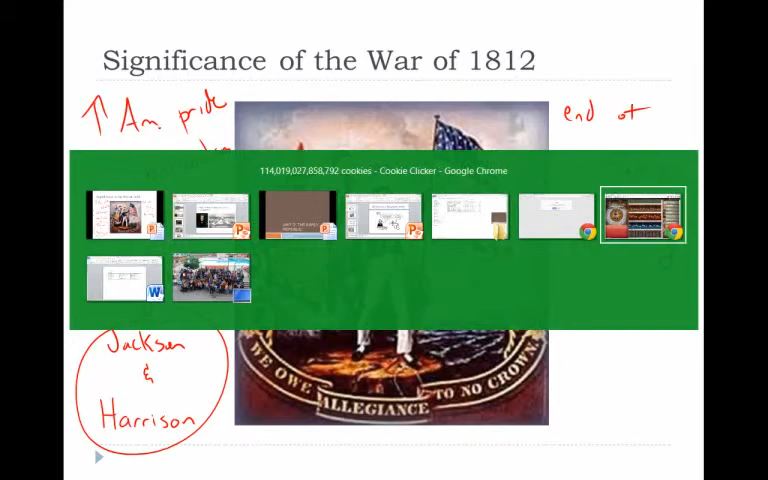 Significance of the War of 1812
↑ Am. pride
end of
114,019,027,858,792 cookies - Cookie Clicker - Google Chrome
Jackson
&
Harrison
WE OWE ALLEGIANCE TO NO CROWN